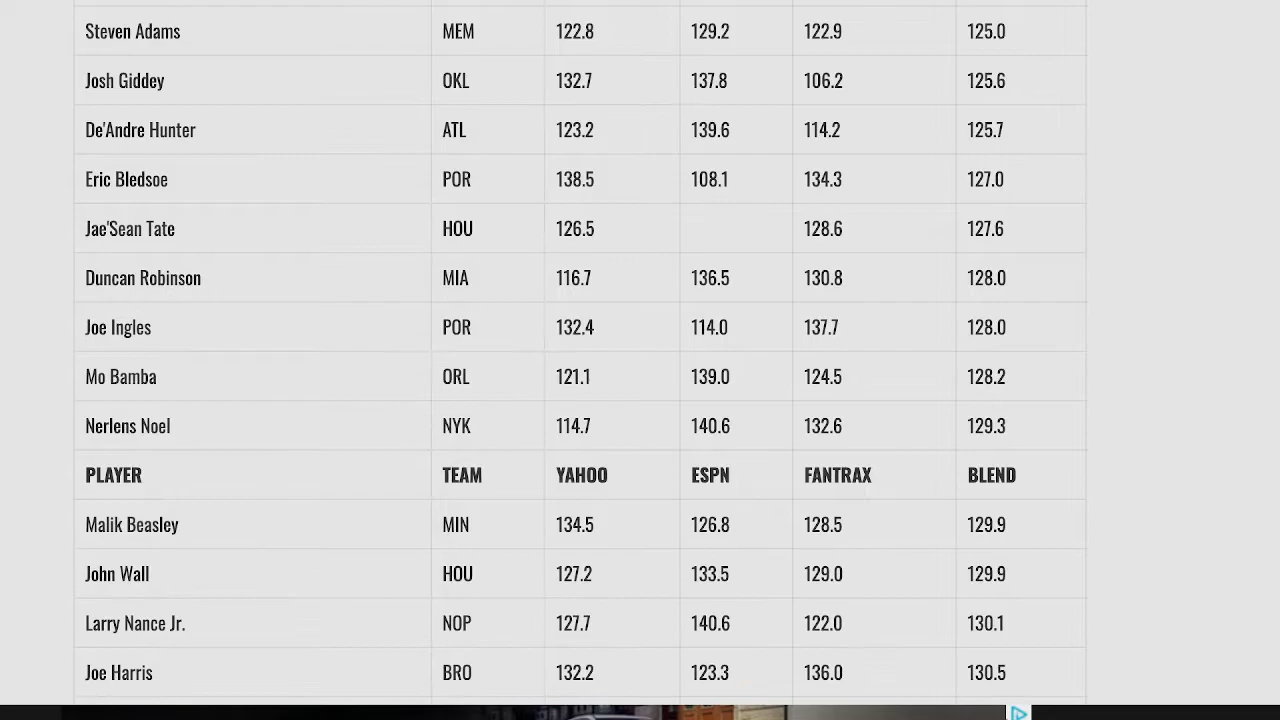 Steven Adams MEM 122.8 129.2 122.9 125.0
Josh Giddey OKL 132.7 137.8 106.2 125.6
De'Andre Hunter ATL 123.2 139.6 114.2 125.7
Eric Bledsoe POR 138.5 108.1 134.3 127.0
Jae'Sean Tate HOU 126.5 128.6 127.6
Duncan Robinson MIA 116.7 136.5 130.8 128.0
Joe Ingles POR 132.4 114.0 137.7 128.0
Mo Bamba ORL 121.1 139.0 124.5 128.2
Nerlens Noel NYK 114.7 140.6 132.6 129.3
PLAYER TEAM YAHOO ESPN FANTRAX BLEND
Malik Beasley MIN 134.5 126.8 128.5 129.9
John Wall HOU 127.2 133.5 129.0 129.9
Larry Nance Jr. NOP 127.7 140.6 122.0 130.1
Joe Harris BRO 132.2 123.3 136.0 130.5